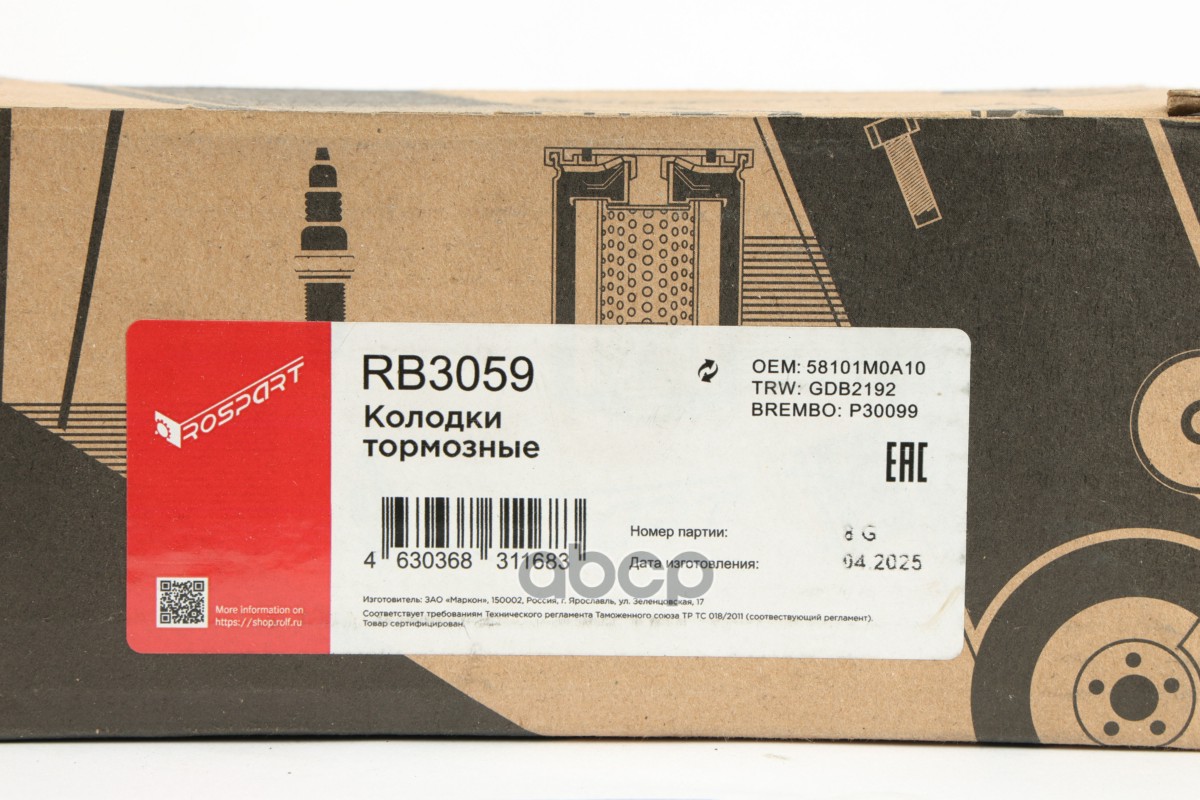 ROSPART
RB3059
Колодки
тормозные
OEM: 58101M0A10
TRW: GDB2192
BREMBO: P30099
EAC
4 630368 311683
Номер партии: 8 G
Дата изготовления: 04.2025
abcp
Изготовитель: ЗАО «Маркон», 150002, Россия, г. Ярославль, ул. Зеленцовская, 17
Соответствует требованиям Технического регламента Таможенного союза ТР ТС 018/2011 (соотвествующий регламент).
Товар сертифицирован.
More information on
https://shop.rolf.ru